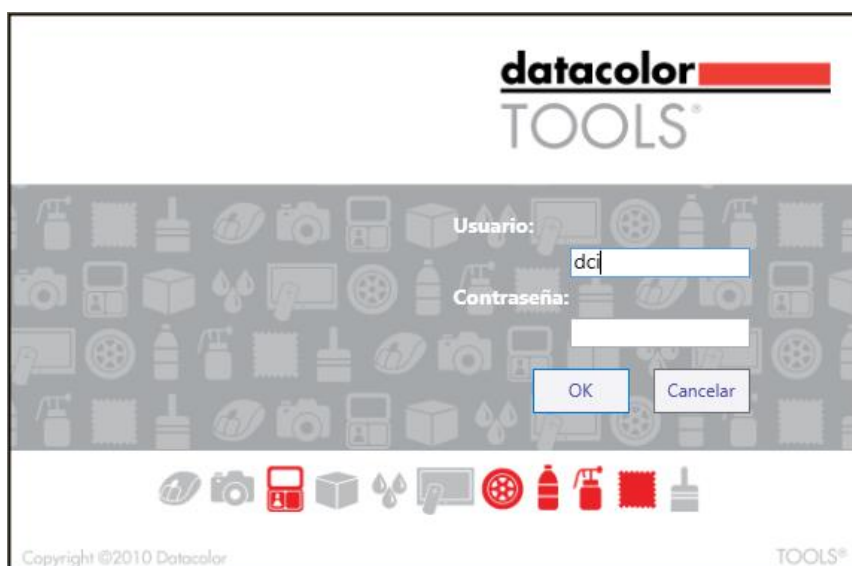 datacolor
TOOLS®
Usuario:
dci
Contraseña:
OK
Cancelar
Copyright ©2010 Datacolor
TOOLS®